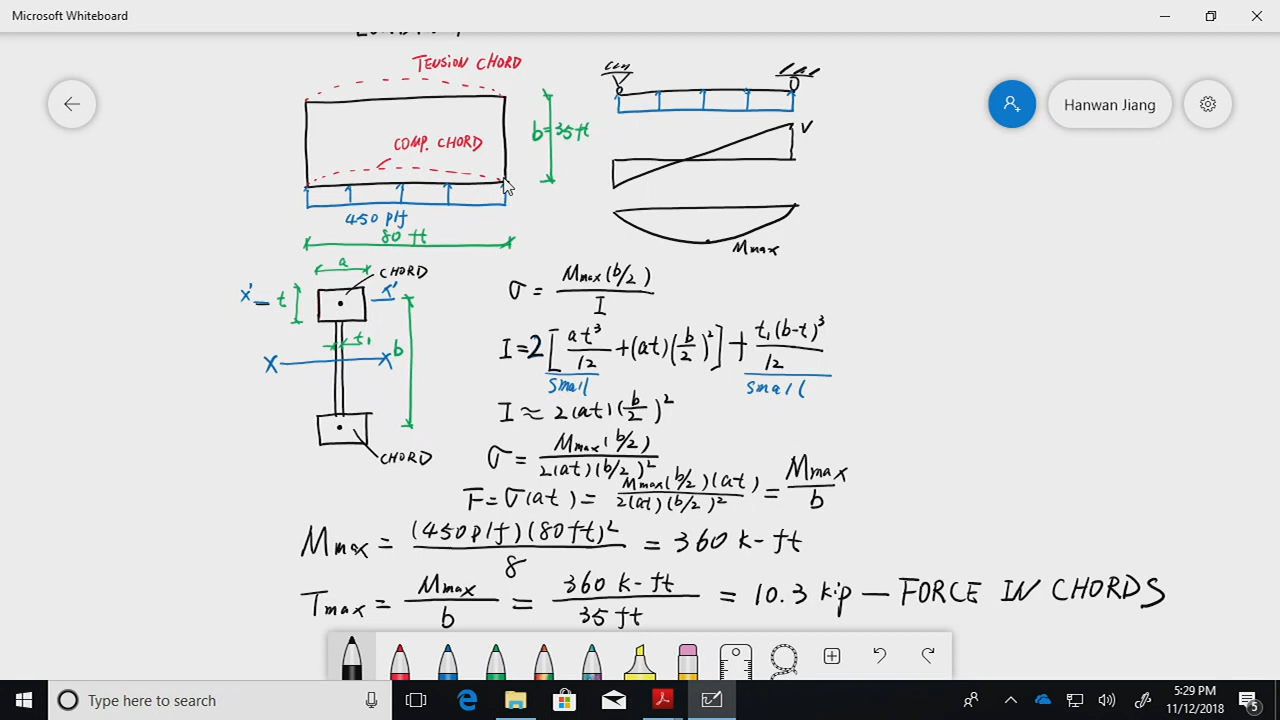 Microsoft Whiteboard
TENSION CHORD
COMP. CHORD
b=35ft
450 plf
80 ft
V
Mmax
Hanwan Jiang
a
CHORD
x'
t
x'
t₁
b
X
X
CHORD
σ = Mmax(b/2) / I
I = 2[at³/12 + (at)(b/2)²] + t₁(b-t)³/12
small
small
I ≈ 2(at)(b/2)²
σ = Mmax(b/2) / 2(at)(b/2)²
F = σ(at) = Mmax(b/2)(at) / 2(at)(b/2)² = Mmax / b
Mmax = (450plf)(80ft)² / 8 = 360 k-ft
Tmax = Mmax / b = 360 k-ft / 35 ft = 10.3 kip — FORCE IN CHORDS
Type here to search
5:29 PM
11/12/2018
5